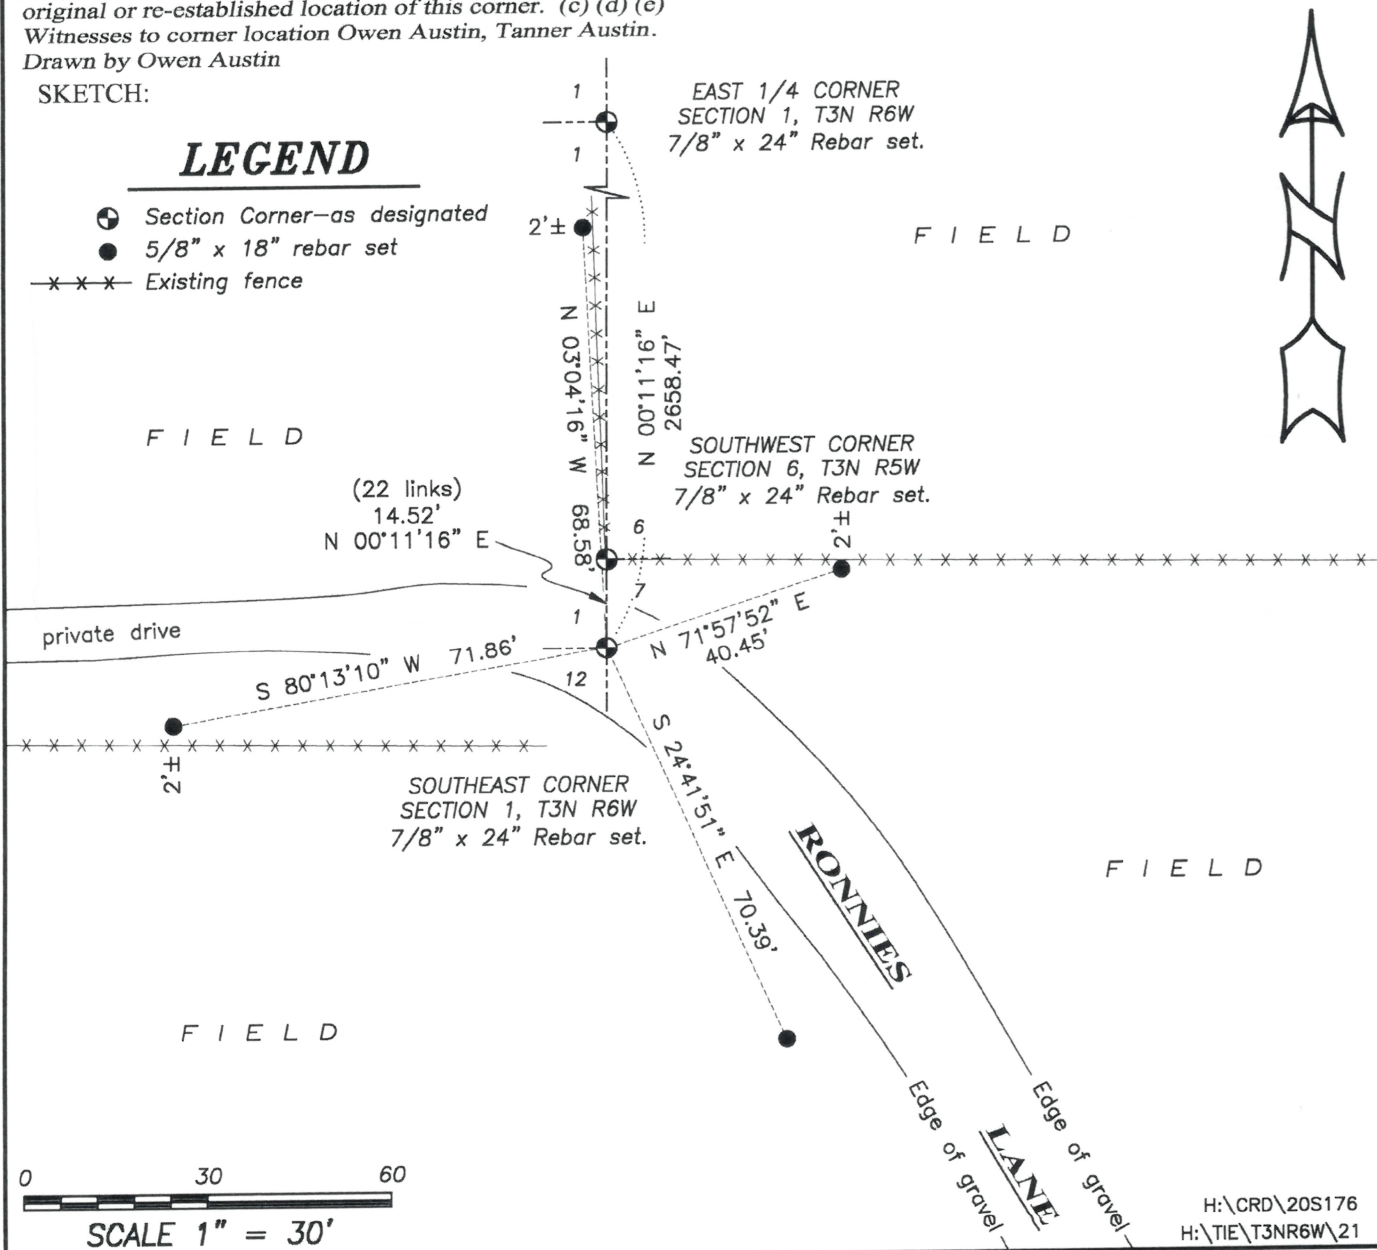 original or re-established location of this corner. (c) (d) (e)
Witnesses to corner location Owen Austin, Tanner Austin.
Drawn by Owen Austin
SKETCH:
LEGEND
Section Corner-as designated
5/8" x 18" rebar set
Existing fence
1
1
EAST 1/4 CORNER
SECTION 1, T3N R6W
7/8" x 24" Rebar set.
2'±
FIELD
N
N 03°04'16" W 68.58'
N 00°11'16" E
2658.47'
FIELD
SOUTHWEST CORNER
SECTION 6, T3N R5W
7/8" x 24" Rebar set.
(22 links)
14.52'
N 00°11'16" E
6
2'±
7
1
private drive
N 71°57'52" E
40.45'
S 80°13'10" W 71.86'
12
2'±
S 24°41'51" E 70.39'
SOUTHEAST CORNER
SECTION 1, T3N R6W
7/8" x 24" Rebar set.
RONNIES
FIELD
FIELD
Edge of gravel
LANE
Edge of gravel
0 30 60
SCALE 1" = 30'
H:\CRD\20S176
H:\TIE\T3NR6W\21